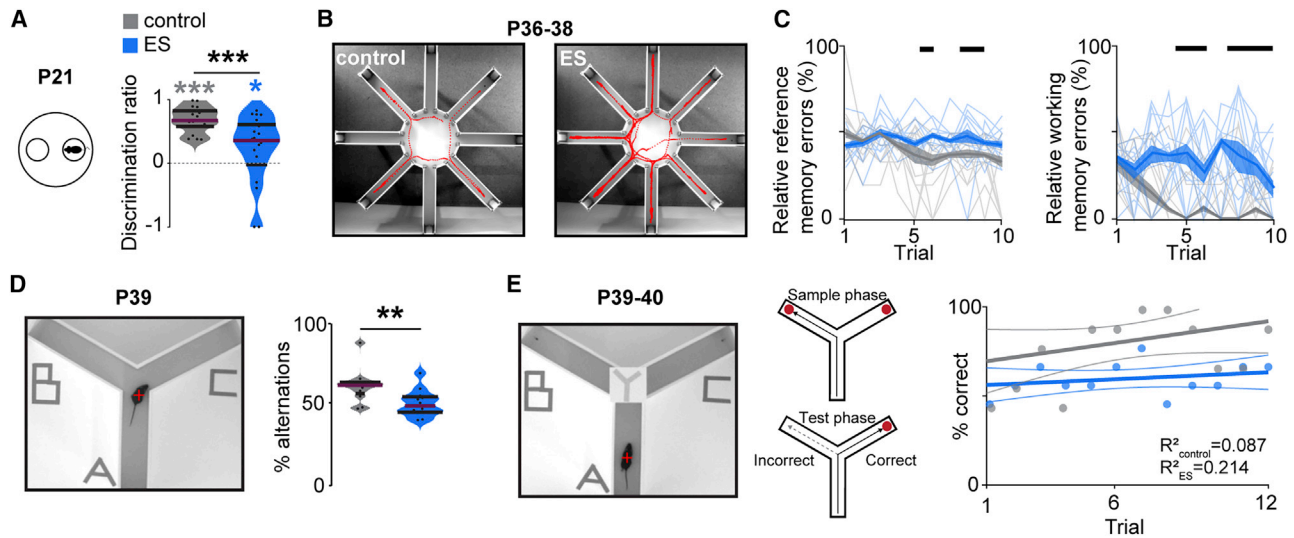 A
control
ES
P21
***
***
*
Discrimination ratio
1
0
-1
B
P36-38
control
ES
C
Relative reference
memory errors (%)
100
0
1
5
10
Trial
Relative working
memory errors (%)
100
0
1
5
10
Trial
D
P39
B
C
A
**
% alternations
100
50
0
E
P39-40
B
Y
C
A
Sample phase
Test phase
Incorrect
Correct
% correct
100
0
1
6
12
Trial
R²control=0.087
R²ES=0.214